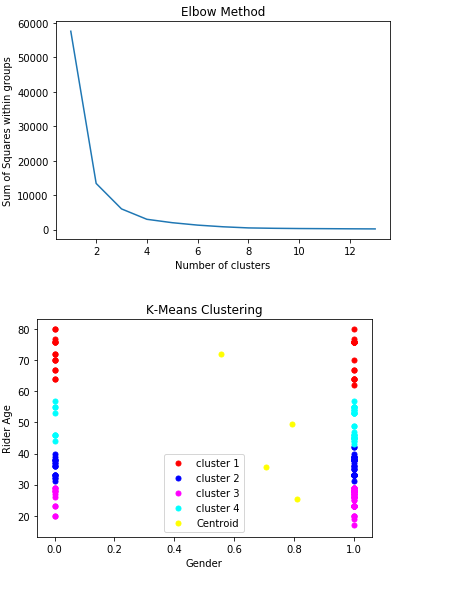 Elbow Method
60000
50000
40000
30000
20000
10000
0
Sum of Squares within groups
2 4 6 8 10 12
Number of clusters
K-Means Clustering
80
70
60
50
40
30
20
Rider Age
cluster 1
cluster 2
cluster 3
cluster 4
Centroid
0.0 0.2 0.4 0.6 0.8 1.0
Gender